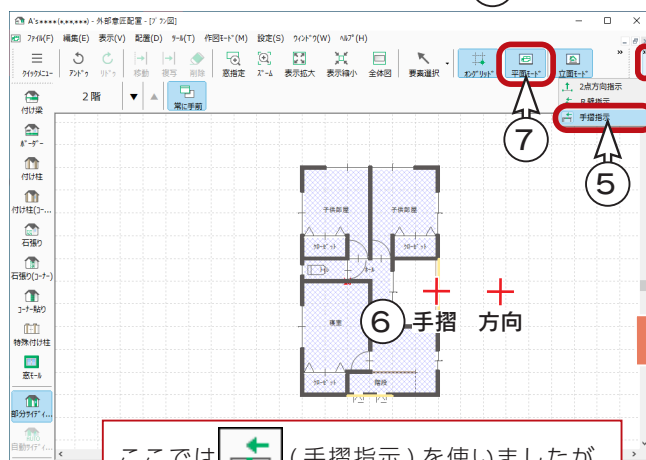 A's★★★★(★,★★,★★★) - 外部意匠配置 - [ﾌﾟﾗﾝ図]
ﾌｧｲﾙ(F) 編集(E) 表示(V) 配置(D) ﾂｰﾙ(T) 作図ﾓｰﾄﾞ(M) 設定(S) ｳｨﾝﾄﾞｳ(W) ﾍﾙﾌﾟ(H)
ｸｲｯｸﾒﾆｭｰ ｱﾝﾄﾞｩ ﾘﾄﾞｩ 移動 複写 削除 窓指定 ｽﾞｰﾑ 表示拡大 表示縮小 全体図 要素選択 ｵﾝｸﾞﾘｯﾄﾞ 平面ﾓｰﾄﾞ 立面ﾓｰﾄﾞ »
2階 ▼ ▲ 常に手前
2点方向指示
手摺指示
⑦
⑤
付け梁
ﾎﾞｰﾀﾞｰ
付け柱
付け柱(ｺｰ...
石張り
石張り(ｺｰﾅｰ)
ｺｰﾅｰ貼り
特殊付け柱
窓ﾓｰﾙ
部分ｻｲﾃﾞｨ...
自動ｻｲﾃﾞｨ...
子供部屋 子供部屋
ｸﾛｰｾﾞｯﾄ ｸﾛｰｾﾞｯﾄ
ﾄｲﾚ ﾎｰﾙ
寝室
⑥ 手摺 方向
ｸﾛｰｾﾞｯﾄ 階段
ここでは (手摺指示)を使いましたが